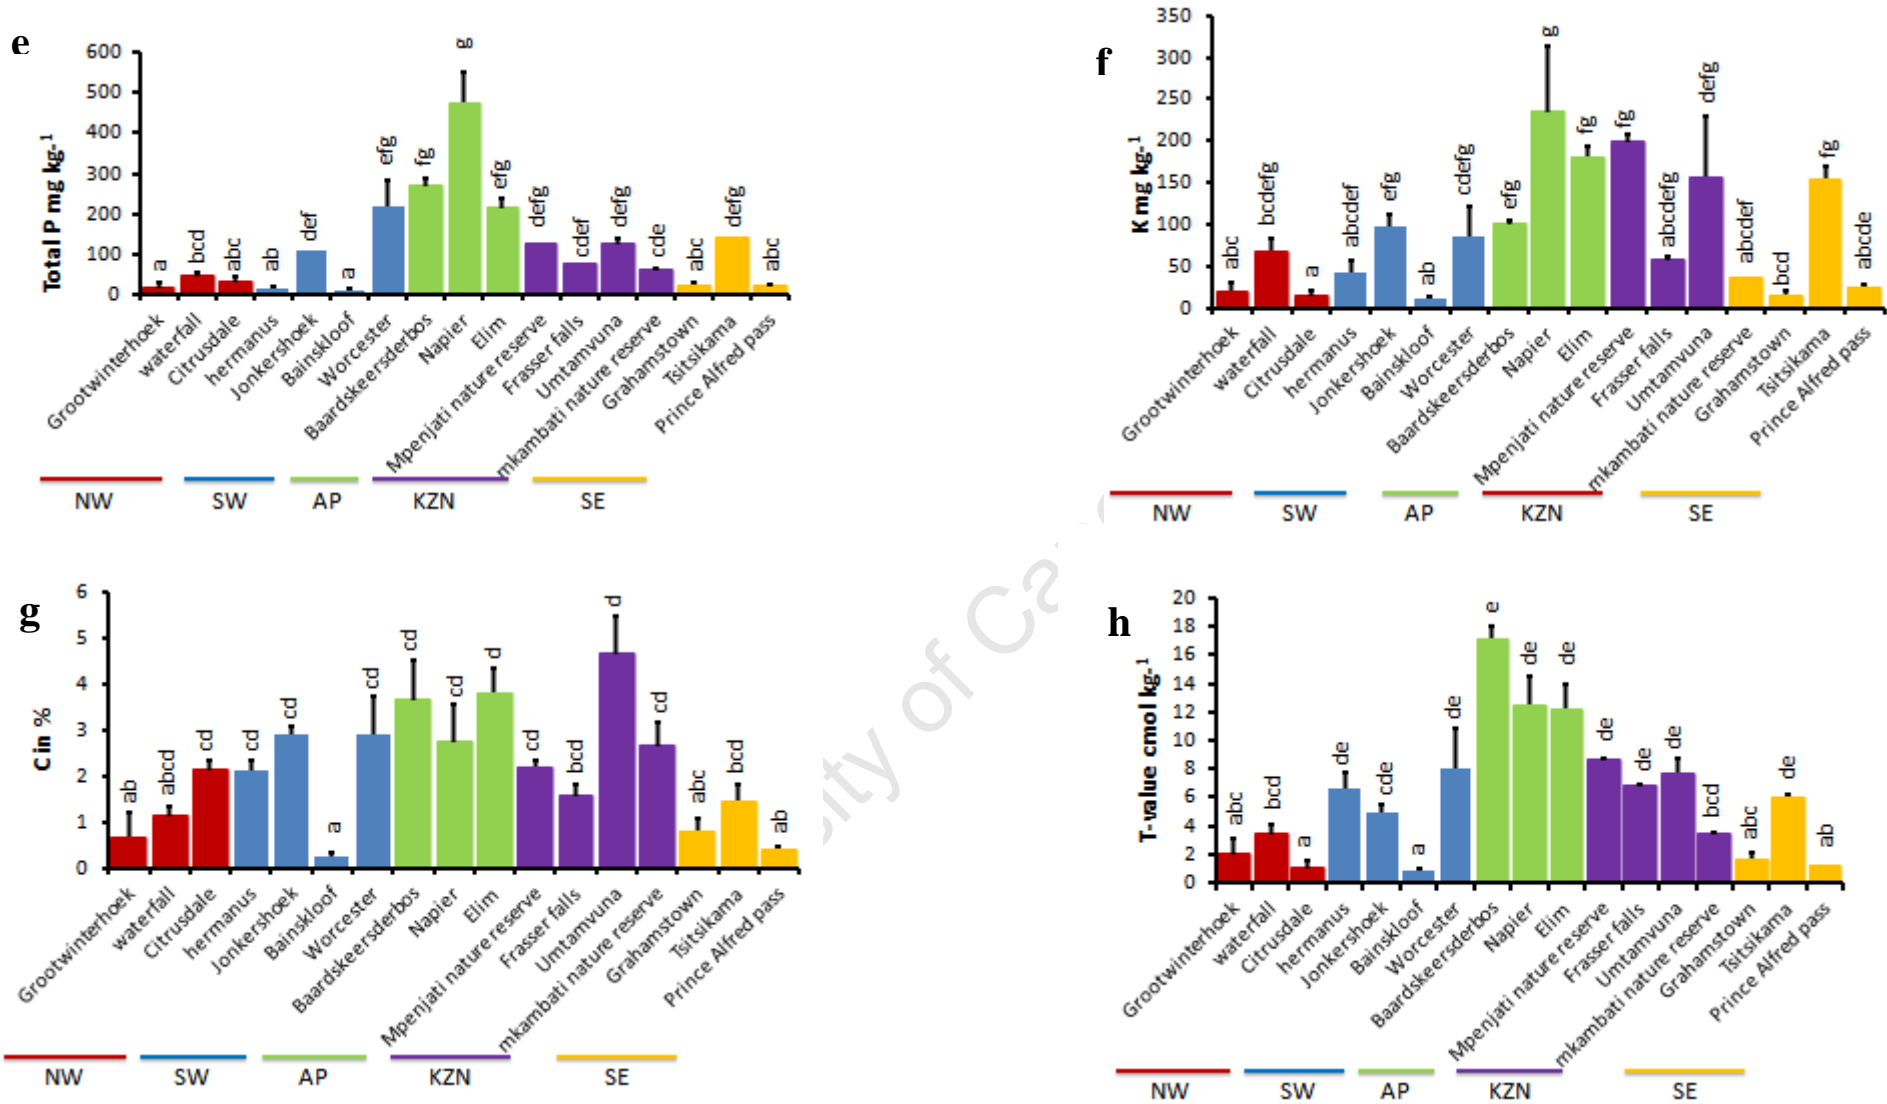 e
Total P mg kg-1
600
500
400
300
200
100
0
a
bcd
abc
ab
def
a
efg
fg
g
efg
defg
cdef
defg
cde
abc
defg
abc
Grootwinterhoek
waterfall
Citrusdale
hermanus
Jonkershoek
Bainskloof
Worcester
Baardskeersderbos
Napier
Elim
Mpenjati nature reserve
Frasser falls
Umtamvuna
mkambati nature reserve
Grahamstown
Tsitsikama
Prince Alfred pass
NW
SW
AP
KZN
SE
f
K mg kg-1
350
300
250
200
150
100
50
0
abc
bcdefg
a
abcdef
efg
ab
cdefg
efg
g
fg
fg
abcdefg
defg
abcdef
bcd
fg
abcde
Grootwinterhoek
waterfall
Citrusdale
hermanus
Jonkershoek
Bainskloof
Worcester
Baardskeersderbos
Napier
Elim
Mpenjati nature reserve
Frasser falls
Umtamvuna
mkambati nature reserve
Grahamstown
Tsitsikama
Prince Alfred pass
NW
SW
AP
KZN
SE
g
C in %
6
5
4
3
2
1
0
ab
abcd
cd
cd
cd
a
cd
cd
cd
d
cd
bcd
d
cd
abc
bcd
ab
Grootwinterhoek
waterfall
Citrusdale
hermanus
Jonkershoek
Bainskloof
Worcester
Baardskeersderbos
Napier
Elim
Mpenjati nature reserve
Frasser falls
Umtamvuna
mkambati nature reserve
Grahamstown
Tsitsikama
Prince Alfred pass
NW
SW
AP
KZN
SE
h
T-value cmol kg-1
20
18
16
14
12
10
8
6
4
2
0
abc
bcd
a
de
cde
a
de
e
de
de
de
de
de
bcd
abc
de
ab
Grootwinterhoek
waterfall
Citrusdale
hermanus
Jonkershoek
Bainskloof
Worcester
Baardskeersderbos
Napier
Elim
Mpenjati nature reserve
Frasser falls
Umtamvuna
mkambati nature reserve
Grahamstown
Tsitsikama
Prince Alfred pass
NW
SW
AP
KZN
SE
of